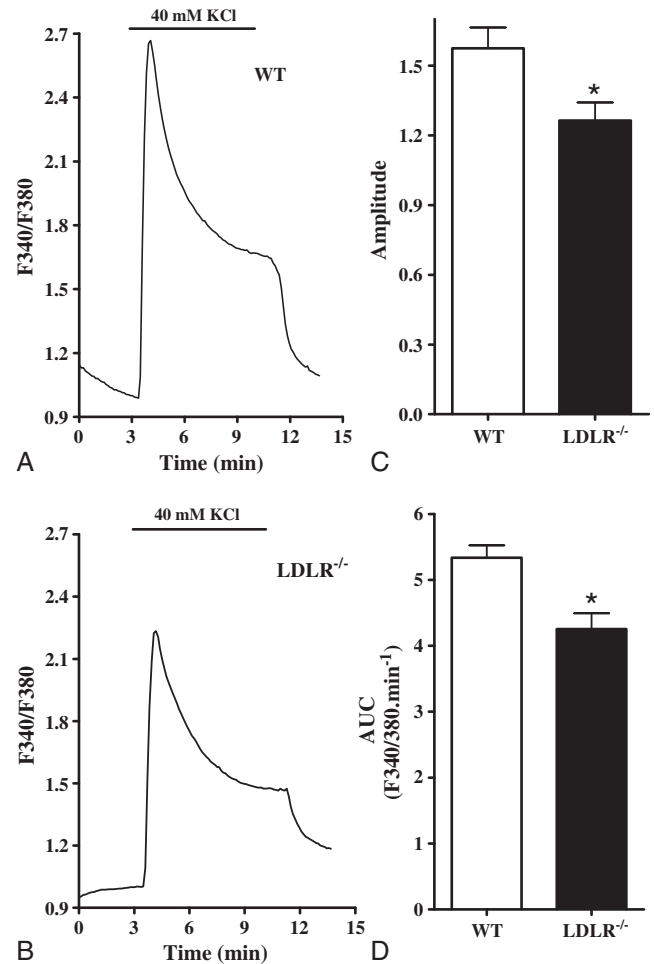 40 mM KCl
WT
F340/F380
2.7
2.4
2.1
1.8
1.5
1.2
0.9
0 3 6 9 12 15
Time (min)
A
Amplitude
1.5
1.2
0.9
0.6
0.3
0.0
*
WT LDLR-/-
C
40 mM KCl
LDLR-/-
F340/F380
2.7
2.4
2.1
1.8
1.5
1.2
0.9
0 3 6 9 12 15
Time (min)
B
AUC
(F340/380.min-1)
6
5
4
3
2
1
0
*
WT LDLR-/-
D